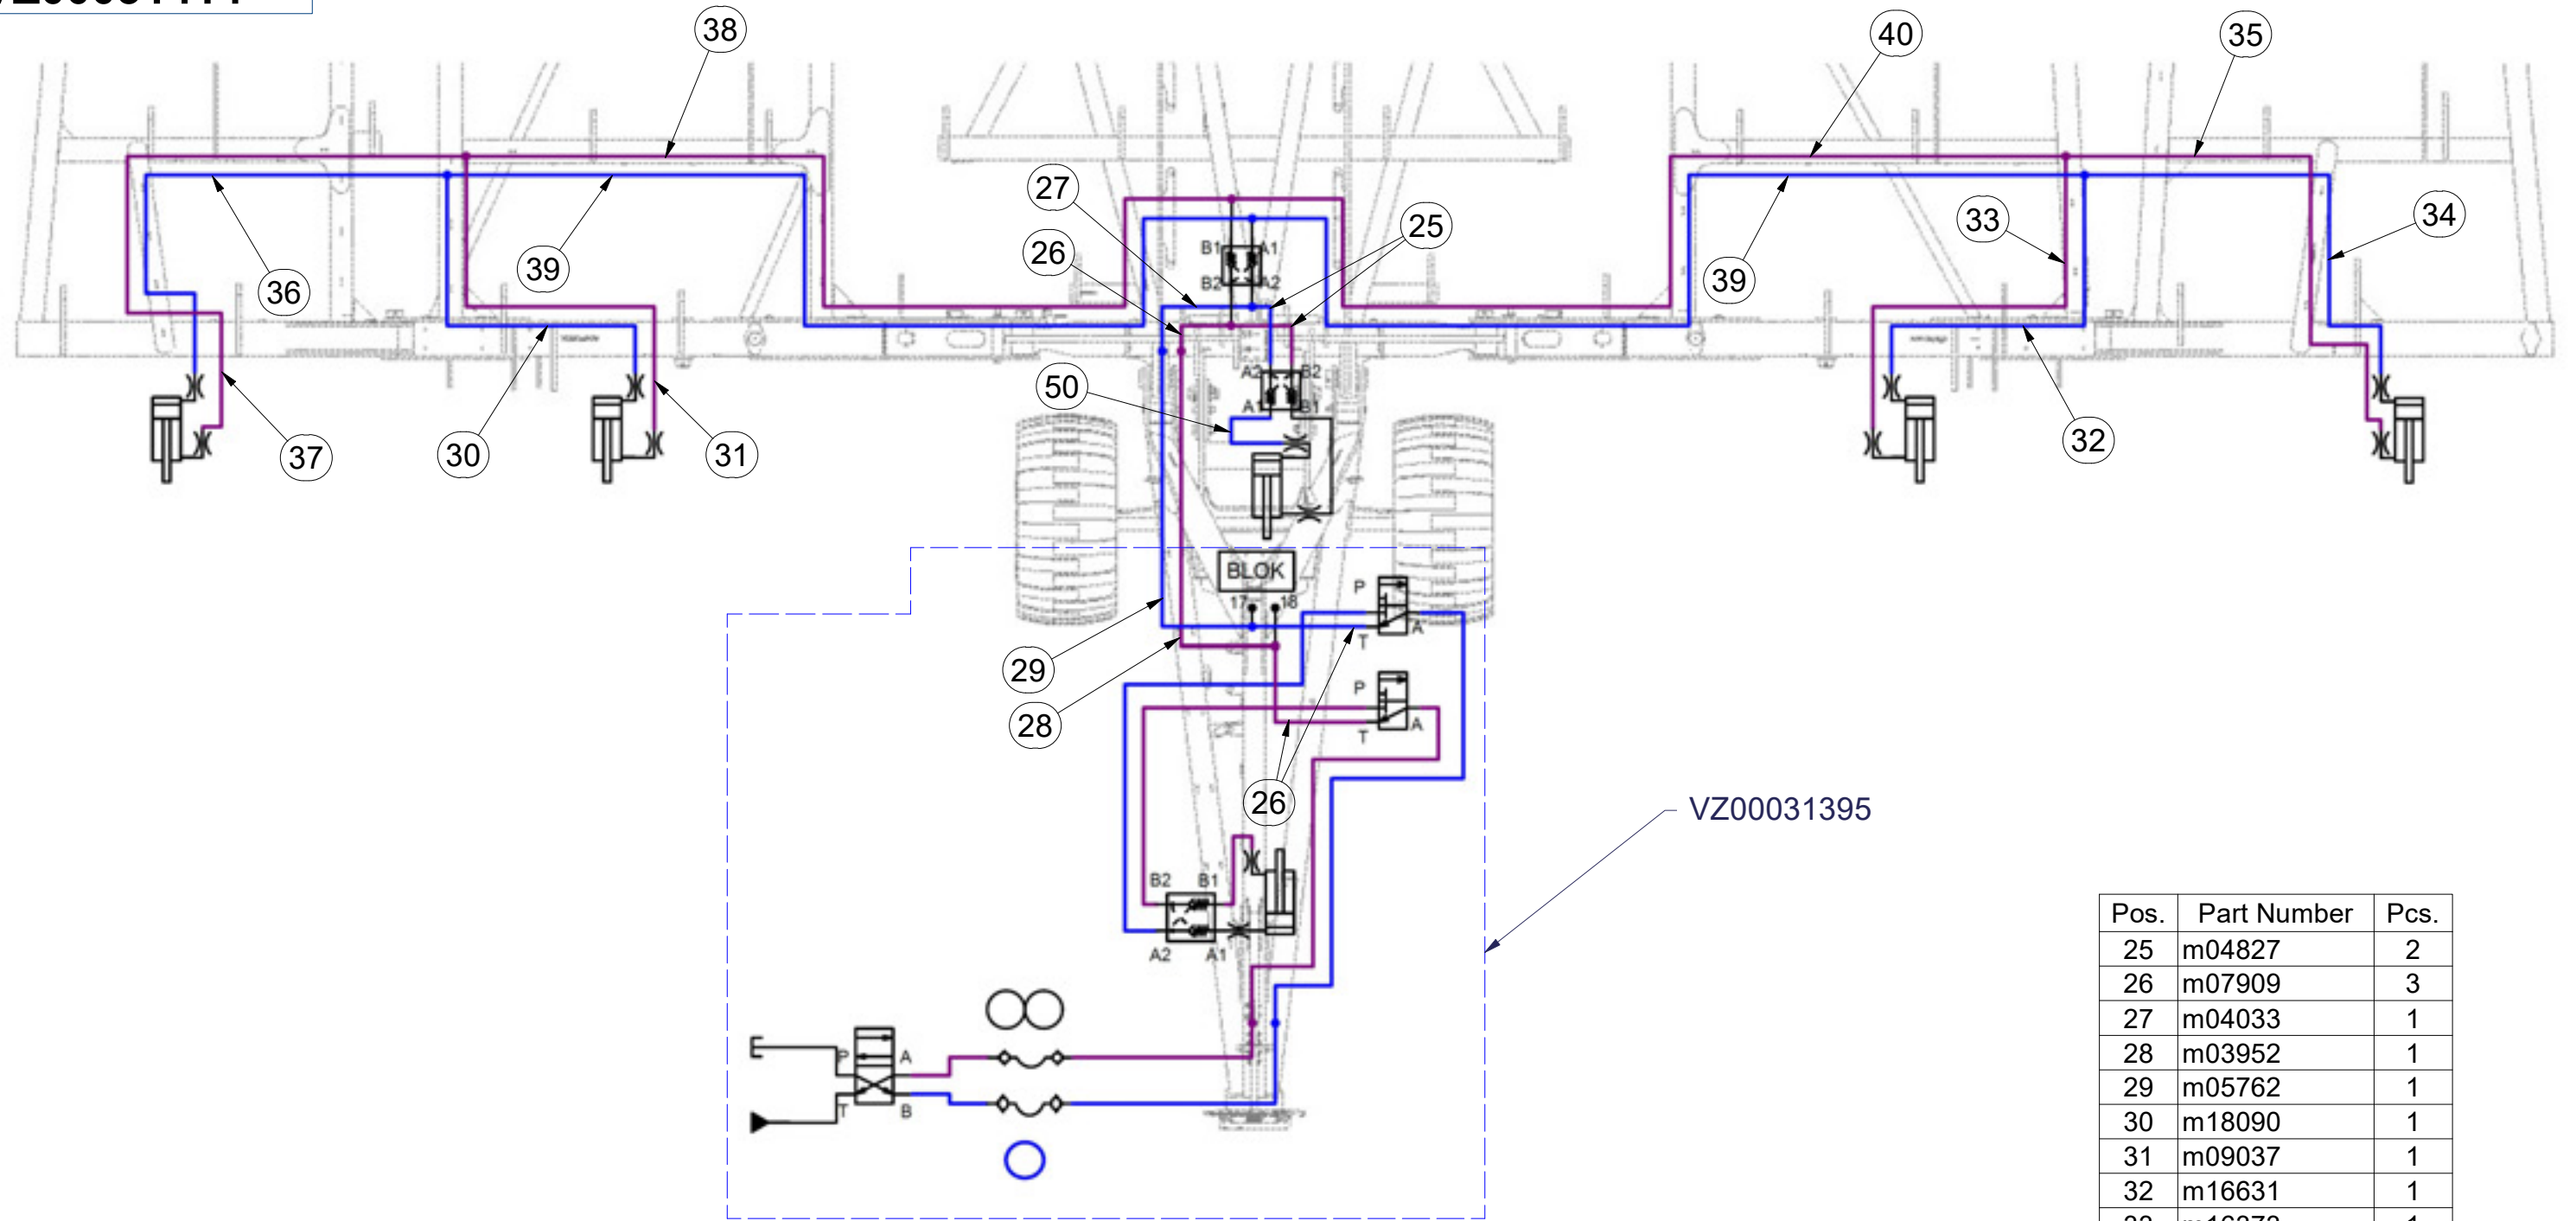 38
40
35
27
25
33
34
26
B1 A1
39
39
36
B2 A2
A2 B2
50
A1 B1
37
30
31
32
BLOK
P
17 18
A
T
29
P
28
A
T
26
VZ00031395
B2 B1
A2 A1
P A
T B
Pos. Part Number Pcs.
25 m04827 2
26 m07909 3
27 m04033 1
28 m03952 1
29 m05762 1
30 m18090 1
31 m09037 1
32 m16631 1